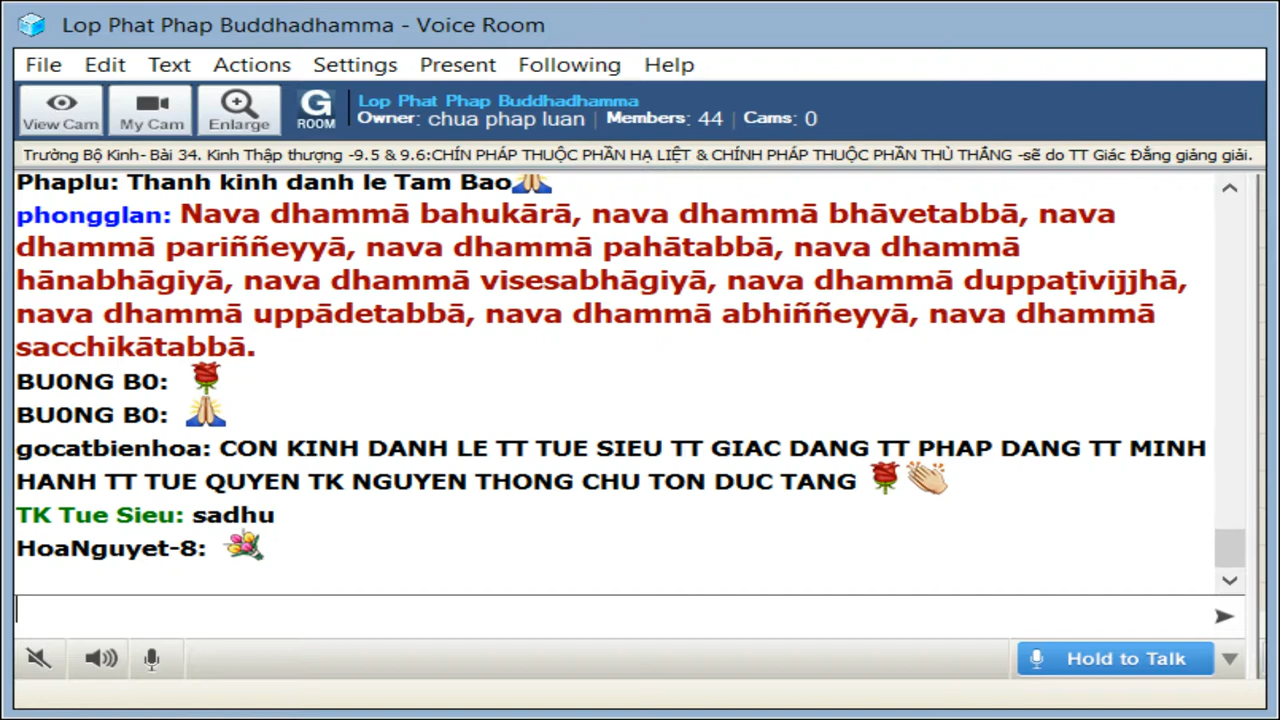 Lop Phat Phap Buddhadhamma - Voice Room
File Edit Text Actions Settings Present Following Help
View Cam My Cam Enlarge G ROOM
Lop Phat Phap Buddhadhamma
Owner: chua phap luan | Members: 44 | Cams: 0
Trường Bộ Kinh- Bài 34. Kinh Thập thượng -9.5 & 9.6:CHÍN PHÁP THUỘC PHẦN HẠ LIỆT & CHÍNH PHÁP THUỘC PHẦN THÙ THẮNG -sẽ do TT Giác Đẳng giảng giải.
Phaplu: Thanh kinh danh le Tam Bao
phongglan: Nava dhammā bahukārā, nava dhammā bhāvetabbā, nava
dhammā pariññeyyā, nava dhammā pahātabbā, nava dhammā
hānabhāgiyā, nava dhammā visesabhāgiyā, nava dhammā duppaṭivijjhā,
nava dhammā uppādetabbā, nava dhammā abhiññeyyā, nava dhammā
sacchikātabbā.
BU0NG B0:
BU0NG B0:
gocatbienhoa: CON KINH DANH LE TT TUE SIEU TT GIAC DANG TT PHAP DANG TT MINH
HANH TT TUE QUYEN TK NGUYEN THONG CHU TON DUC TANG
TK Tue Sieu: sadhu
HoaNguyet-8:
Hold to Talk